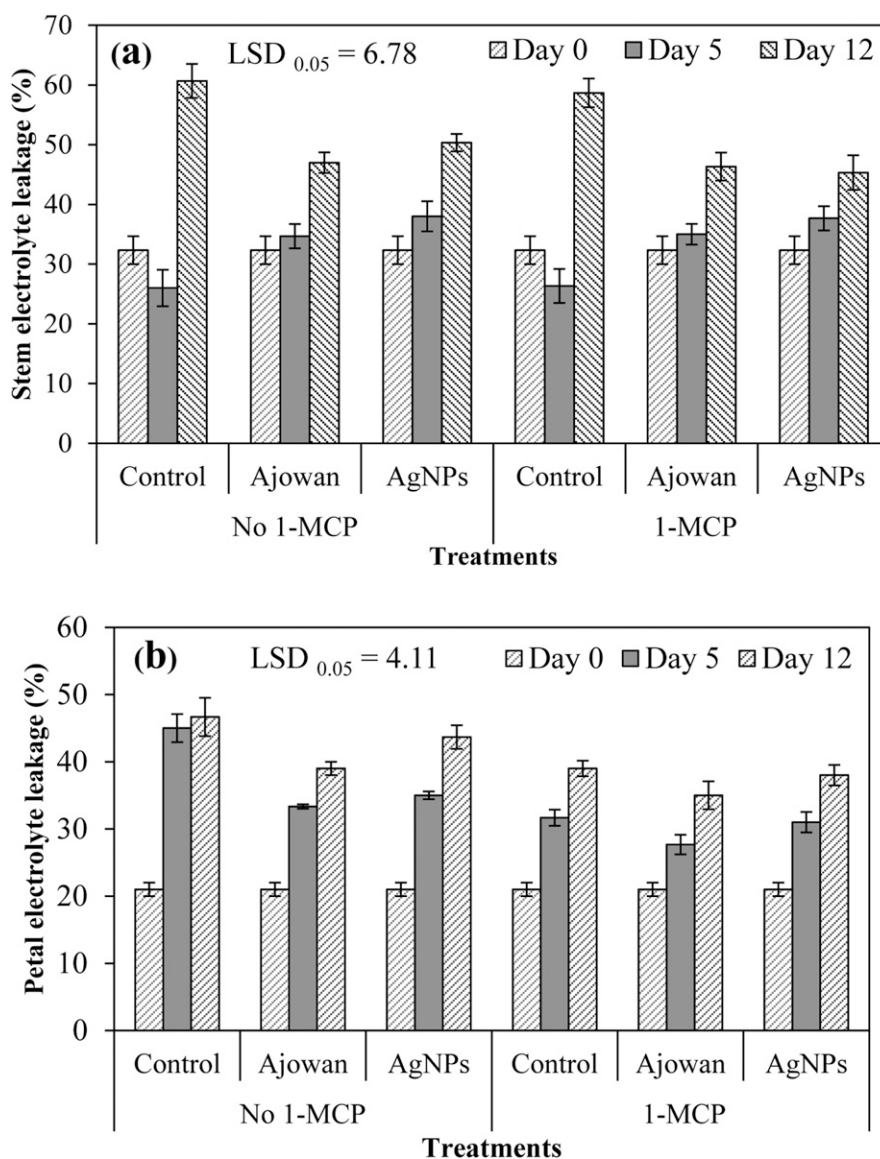 (a) LSD 0.05 = 6.78 Day 0 Day 5 Day 12
70
60
50
40
30
20
10
0
Stem electrolyte leakage (%)
Control Ajowan AgNPs Control Ajowan AgNPs
No 1-MCP 1-MCP
Treatments
(b) LSD 0.05 = 4.11 Day 0 Day 5 Day 12
60
50
40
30
20
10
0
Petal electrolyte leakage (%)
Control Ajowan AgNPs Control Ajowan AgNPs
No 1-MCP 1-MCP
Treatments